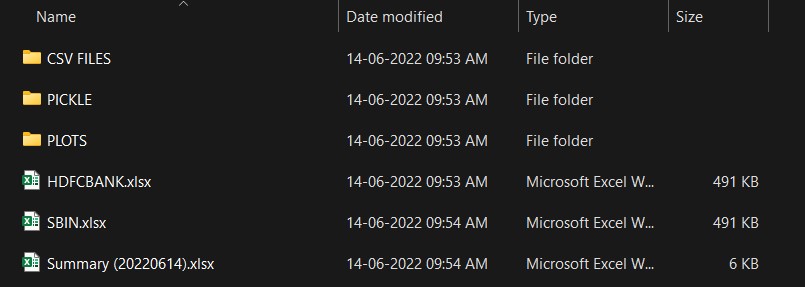 Name Date modified Type Size
CSV FILES 14-06-2022 09:53 AM File folder
PICKLE 14-06-2022 09:53 AM File folder
PLOTS 14-06-2022 09:53 AM File folder
HDFCBANK.xlsx 14-06-2022 09:53 AM Microsoft Excel W... 491 KB
SBIN.xlsx 14-06-2022 09:54 AM Microsoft Excel W... 491 KB
Summary (20220614).xlsx 14-06-2022 09:54 AM Microsoft Excel W... 6 KB